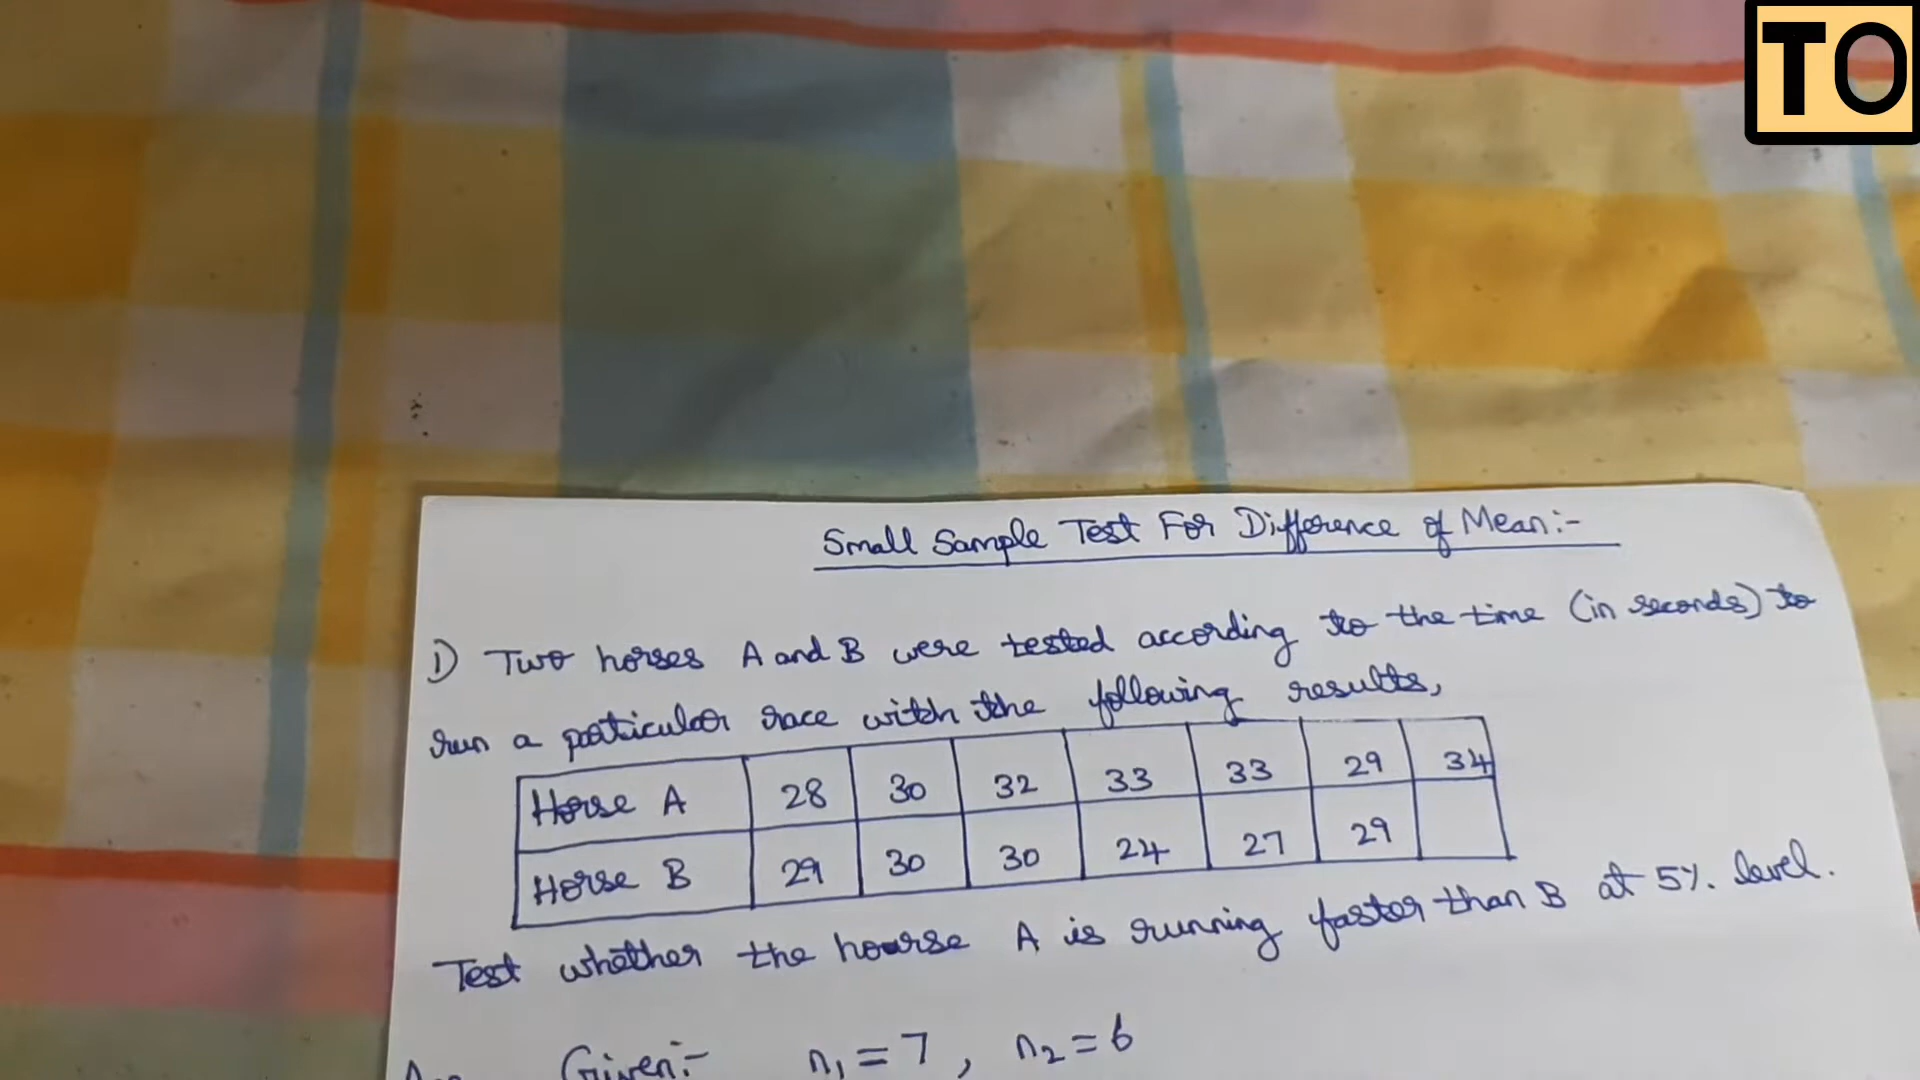 TO
Small Sample Test For Difference of Mean:-
1) Two horses A and B were tested according to the time (in seconds) to
run a particular race with the following results,
Horse A 28 30 32 33 33 29 34
Horse B 29 30 30 24 27 29
Test whether the hourse A is running faster than B at 5%. level.
Given:- n₁ = 7, n₂ = 6